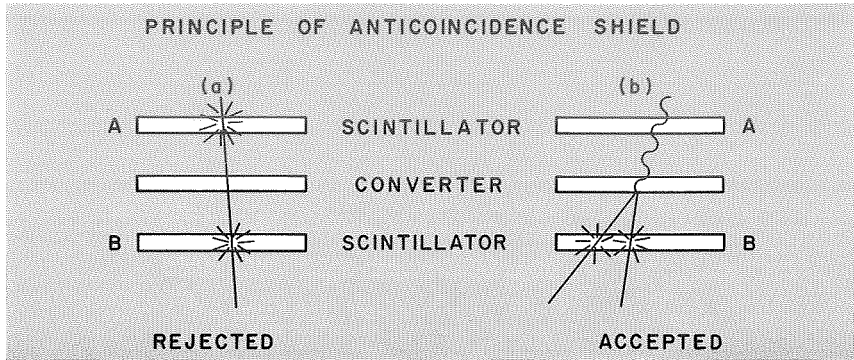 PRINCIPLE OF ANTICOINCIDENCE SHIELD
(a) (b)
A SCINTILLATOR A
CONVERTER
B SCINTILLATOR B
REJECTED ACCEPTED